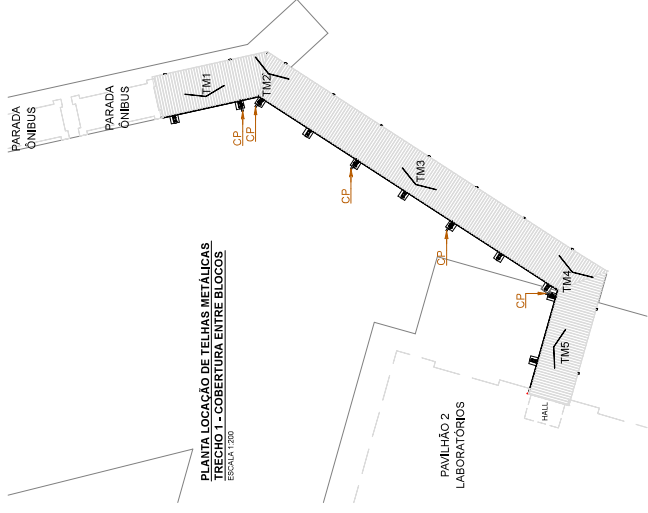 PARADA
ÔNIBUS
PARADA
ÔNIBUS
TM1
TM2
CP
CP
CP
TM3
CP
TM4
CP
TM5
HALL
PAVILHÃO 2
LABORATÓRIOS
PLANTA LOCAÇÃO DE TELHAS METÁLICAS
TRECHO 1 - COBERTURA ENTRE BLOCOS
ESCALA 1:200